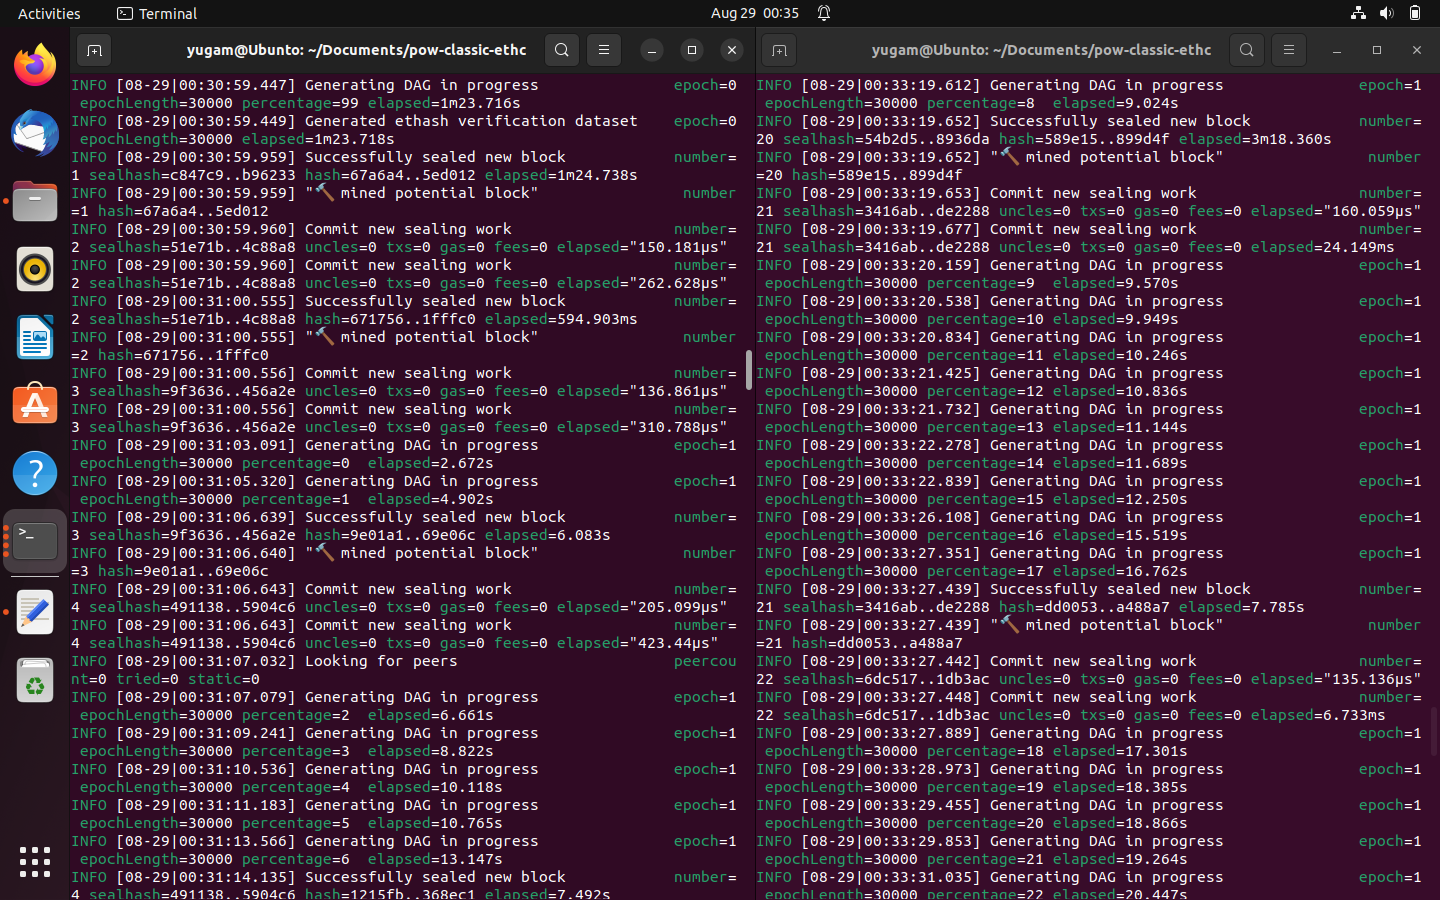 Activities
Terminal
Aug 29 00:35
yugam@Ubunto: ~/Documents/pow-classic-ethc
INFO [08-29|00:30:59.447] Generating DAG in progress epoch=0
epochLength=30000 percentage=99 elapsed=1m23.716s
INFO [08-29|00:30:59.449] Generated ethash verification dataset epoch=0
epochLength=30000 elapsed=1m23.718s
INFO [08-29|00:30:59.959] Successfully sealed new block number=
1 sealhash=c847c9..b96233 hash=67a6a4..5ed012 elapsed=1m24.738s
INFO [08-29|00:30:59.959] "🔨 mined potential block" number
=1 hash=67a6a4..5ed012
INFO [08-29|00:30:59.960] Commit new sealing work number=
2 sealhash=51e71b..4c88a8 uncles=0 txs=0 gas=0 fees=0 elapsed="150.181µs"
INFO [08-29|00:30:59.960] Commit new sealing work number=
2 sealhash=51e71b..4c88a8 uncles=0 txs=0 gas=0 fees=0 elapsed="262.628µs"
INFO [08-29|00:31:00.555] Successfully sealed new block number=
2 sealhash=51e71b..4c88a8 hash=671756..1fffc0 elapsed=594.903ms
INFO [08-29|00:31:00.555] "🔨 mined potential block" number
=2 hash=671756..1fffc0
INFO [08-29|00:31:00.556] Commit new sealing work number=
3 sealhash=9f3636..456a2e uncles=0 txs=0 gas=0 fees=0 elapsed="136.861µs"
INFO [08-29|00:31:00.556] Commit new sealing work number=
3 sealhash=9f3636..456a2e uncles=0 txs=0 gas=0 fees=0 elapsed="310.788µs"
INFO [08-29|00:31:03.091] Generating DAG in progress epoch=1
epochLength=30000 percentage=0 elapsed=2.672s
INFO [08-29|00:31:05.320] Generating DAG in progress epoch=1
epochLength=30000 percentage=1 elapsed=4.902s
INFO [08-29|00:31:06.639] Successfully sealed new block number=
3 sealhash=9f3636..456a2e hash=9e01a1..69e06c elapsed=6.083s
INFO [08-29|00:31:06.640] "🔨 mined potential block" number
=3 hash=9e01a1..69e06c
INFO [08-29|00:31:06.643] Commit new sealing work number=
4 sealhash=491138..5904c6 uncles=0 txs=0 gas=0 fees=0 elapsed="205.099µs"
INFO [08-29|00:31:06.643] Commit new sealing work number=
4 sealhash=491138..5904c6 uncles=0 txs=0 gas=0 fees=0 elapsed="423.44µs"
INFO [08-29|00:31:07.032] Looking for peers peercou
nt=0 tried=0 static=0
INFO [08-29|00:31:07.079] Generating DAG in progress epoch=1
epochLength=30000 percentage=2 elapsed=6.661s
INFO [08-29|00:31:09.241] Generating DAG in progress epoch=1
epochLength=30000 percentage=3 elapsed=8.822s
INFO [08-29|00:31:10.536] Generating DAG in progress epoch=1
epochLength=30000 percentage=4 elapsed=10.118s
INFO [08-29|00:31:11.183] Generating DAG in progress epoch=1
epochLength=30000 percentage=5 elapsed=10.765s
INFO [08-29|00:31:13.566] Generating DAG in progress epoch=1
epochLength=30000 percentage=6 elapsed=13.147s
INFO [08-29|00:31:14.135] Successfully sealed new block number=
4 sealhash=491138..5904c6 hash=1215fb..368ec1 elapsed=7.492s
yugam@Ubunto: ~/Documents/pow-classic-ethc
INFO [08-29|00:33:19.612] Generating DAG in progress epoch=1
epochLength=30000 percentage=8 elapsed=9.024s
INFO [08-29|00:33:19.652] Successfully sealed new block number=
20 sealhash=54b2d5..8936da hash=589e15..899d4f elapsed=3m18.360s
INFO [08-29|00:33:19.652] "🔨 mined potential block" number
=20 hash=589e15..899d4f
INFO [08-29|00:33:19.653] Commit new sealing work number=
21 sealhash=3416ab..de2288 uncles=0 txs=0 gas=0 fees=0 elapsed="160.059µs"
INFO [08-29|00:33:19.677] Commit new sealing work number=
21 sealhash=3416ab..de2288 uncles=0 txs=0 gas=0 fees=0 elapsed=24.149ms
INFO [08-29|00:33:20.159] Generating DAG in progress epoch=1
epochLength=30000 percentage=9 elapsed=9.570s
INFO [08-29|00:33:20.538] Generating DAG in progress epoch=1
epochLength=30000 percentage=10 elapsed=9.949s
INFO [08-29|00:33:20.834] Generating DAG in progress epoch=1
epochLength=30000 percentage=11 elapsed=10.246s
INFO [08-29|00:33:21.425] Generating DAG in progress epoch=1
epochLength=30000 percentage=12 elapsed=10.836s
INFO [08-29|00:33:21.732] Generating DAG in progress epoch=1
epochLength=30000 percentage=13 elapsed=11.144s
INFO [08-29|00:33:22.278] Generating DAG in progress epoch=1
epochLength=30000 percentage=14 elapsed=11.689s
INFO [08-29|00:33:22.839] Generating DAG in progress epoch=1
epochLength=30000 percentage=15 elapsed=12.250s
INFO [08-29|00:33:26.108] Generating DAG in progress epoch=1
epochLength=30000 percentage=16 elapsed=15.519s
INFO [08-29|00:33:27.351] Generating DAG in progress epoch=1
epochLength=30000 percentage=17 elapsed=16.762s
INFO [08-29|00:33:27.439] Successfully sealed new block number=
21 sealhash=3416ab..de2288 hash=dd0053..a488a7 elapsed=7.785s
INFO [08-29|00:33:27.439] "🔨 mined potential block" number
=21 hash=dd0053..a488a7
INFO [08-29|00:33:27.442] Commit new sealing work number=
22 sealhash=6dc517..1db3ac uncles=0 txs=0 gas=0 fees=0 elapsed="135.136µs"
INFO [08-29|00:33:27.448] Commit new sealing work number=
22 sealhash=6dc517..1db3ac uncles=0 txs=0 gas=0 fees=0 elapsed=6.733ms
INFO [08-29|00:33:27.889] Generating DAG in progress epoch=1
epochLength=30000 percentage=18 elapsed=17.301s
INFO [08-29|00:33:28.973] Generating DAG in progress epoch=1
epochLength=30000 percentage=19 elapsed=18.385s
INFO [08-29|00:33:29.455] Generating DAG in progress epoch=1
epochLength=30000 percentage=20 elapsed=18.866s
INFO [08-29|00:33:29.853] Generating DAG in progress epoch=1
epochLength=30000 percentage=21 elapsed=19.264s
INFO [08-29|00:33:31.035] Generating DAG in progress epoch=1
epochLength=30000 percentage=22 elapsed=20.447s